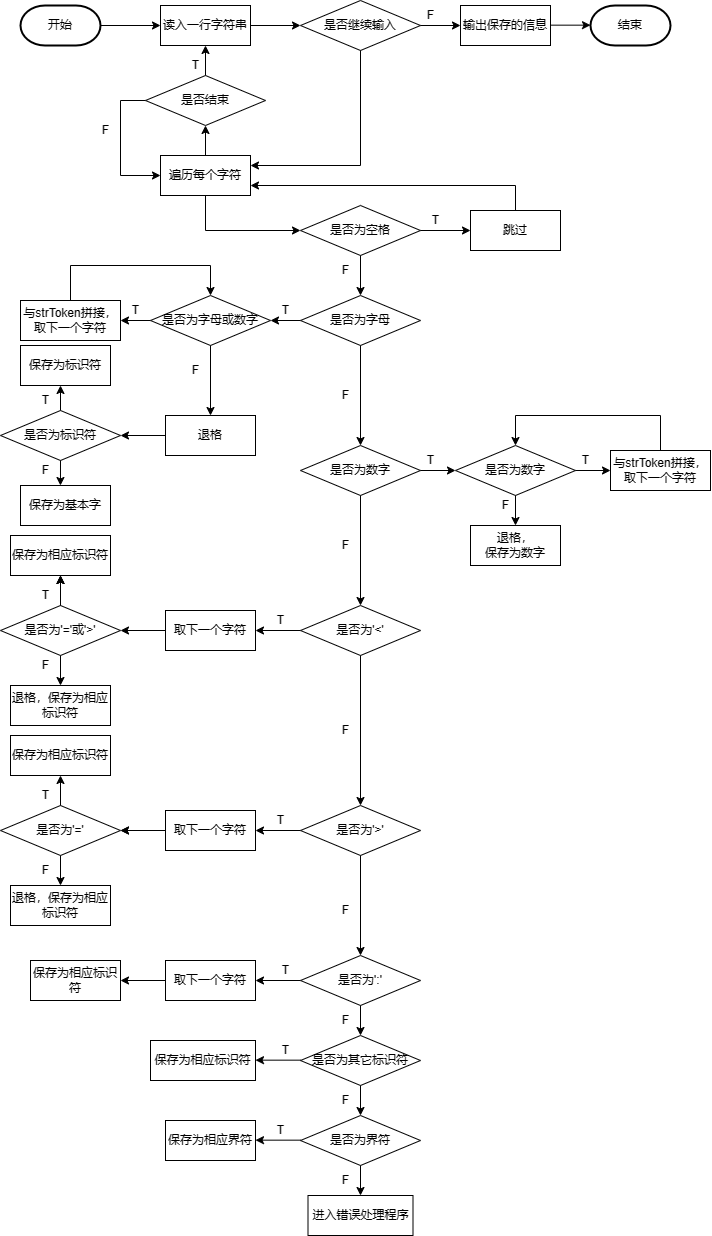 开始
读入一行字符串
是否继续输入
F
输出保存的信息
结束
T
是否结束
F
遍历每个字符
是否为空格
T
跳过
F
与strToken拼接，
取下一个字符
T
是否为字母或数字
T
是否为字母
保存为标识符
F
F
T
是否为标识符
退格
F
保存为基本字
是否为数字
T
是否为数字
T
与strToken拼接，
取下一个字符
F
退格，
保存为数字
F
保存为相应标识符
T
是否为'='或'>'
取下一个字符
T
是否为'<'
F
退格，保存为相应
标识符
F
保存为相应标识符
T
是否为'='
取下一个字符
T
是否为'>'
F
退格，保存为相应
标识符
F
保存为相应标识
符
取下一个字符
T
是否为':'
F
保存为相应标识符
T
是否为其它标识符
F
保存为相应界符
T
是否为界符
F
进入错误处理程序